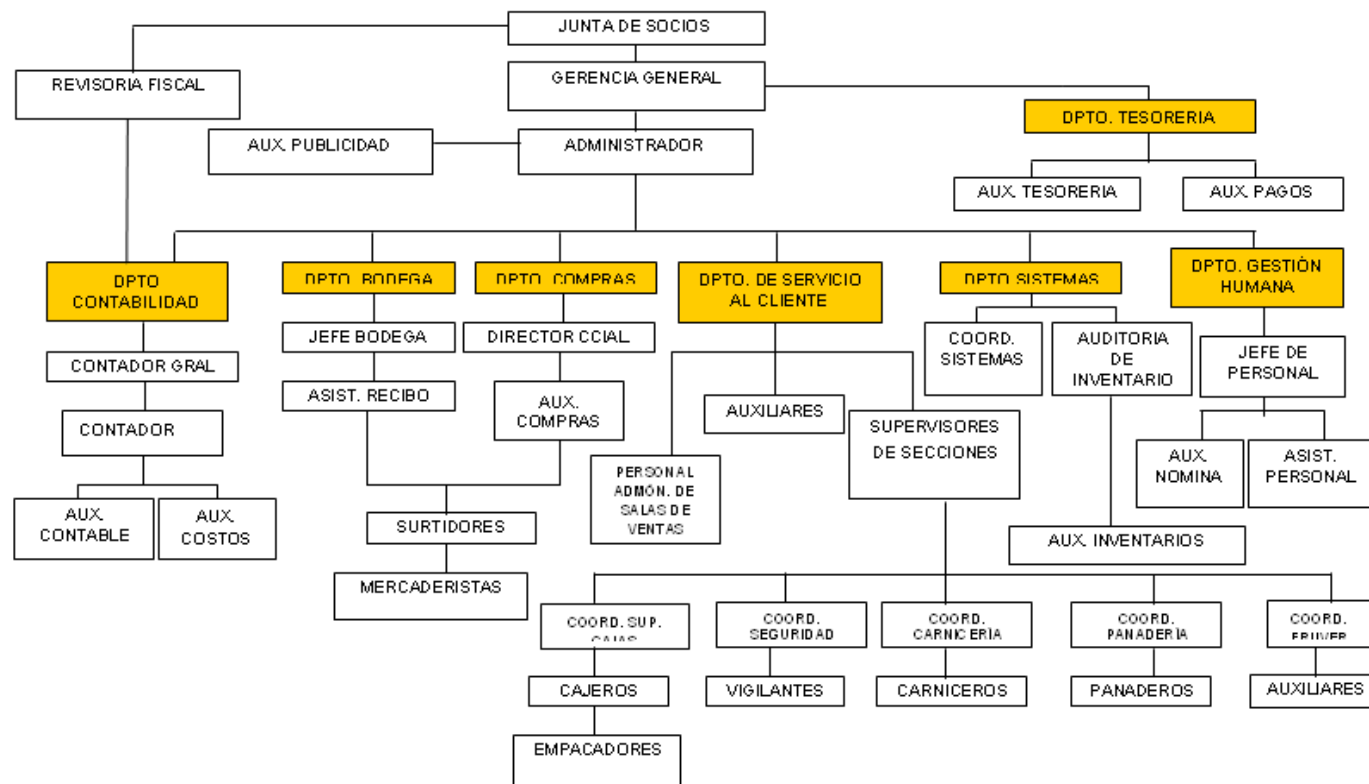 JUNTA DE SOCIOS
REVISORIA FISCAL
GERENCIA GENERAL
DPTO. TESORERIA
AUX. PUBLICIDAD
ADMINISTRADOR
AUX. TESORERIA
AUX. PAGOS
DPTO
CONTABILIDAD
DPTO. BODEGA
DPTO. COMPRAS
DPTO. DE SERVICIO
AL CLIENTE
DPTO SISTEMAS
DPTO. GESTIÓN
HUMANA
CONTADOR GRAL
JEFE BODEGA
DIRECTOR CCIAL.
COORD.
SISTEMAS
AUDITORIA
DE
INVENTARIO
JEFE DE
PERSONAL
CONTADOR
ASIST. RECIBO
AUX.
COMPRAS
AUXILIARES
SUPERVISORES
DE SECCIONES
PERSONAL
ADMÓN. DE
SALAS DE
VENTAS
AUX.
NOMINA
ASIST.
PERSONAL
AUX.
CONTABLE
AUX.
COSTOS
SURTIDORES
AUX. INVENTARIOS
MERCADERISTAS
COORD. SUP.
CAJAS
COORD.
SEGURIDAD
COORD.
CARNICERÍA
COORD.
PANADERÍA
COORD.
FRUVER
CAJEROS
VIGILANTES
CARNICEROS
PANADEROS
AUXILIARES
EMPACADORES